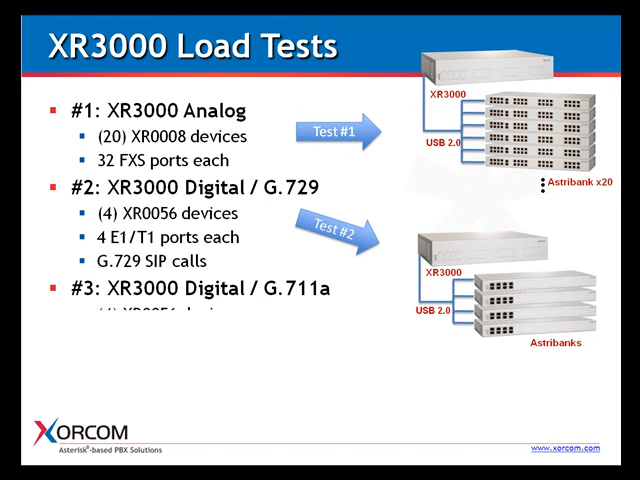 XR3000 Load Tests
#1: XR3000 Analog
(20) XR0008 devices
32 FXS ports each
#2: XR3000 Digital / G.729
(4) XR0056 devices
4 E1/T1 ports each
G.729 SIP calls
#3: XR3000 Digital / G.711a
Test #1
XR3000
USB 2.0
Astribank x20
Test #2
XR3000
USB 2.0
Astribanks
XORCOM
Asterisk®-based PBX Solutions
www.xorcom.com